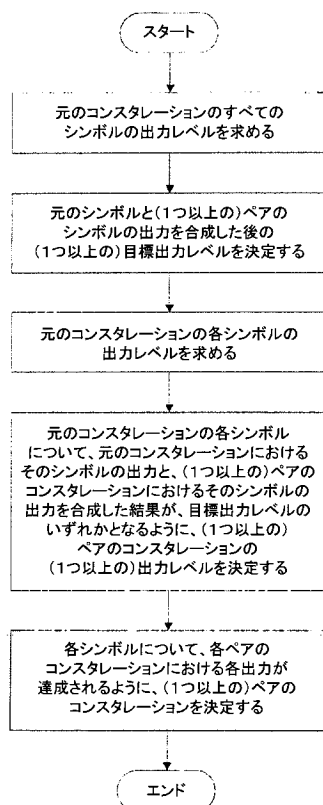 スタート
元のコンスタレーションのすべての
シンボルの出力レベルを求める
元のシンボルと(1つ以上の)ペアの
シンボルの出力を合成した後の
(1つ以上の)目標出力レベルを決定する
元のコンスタレーションの各シンボルの
出力レベルを求める
元のコンスタレーションの各シンボル
について、元のコンスタレーションにおける
そのシンボルの出力と、(1つ以上の)ペアの
コンスタレーションにおけるそのシンボルの
出力を合成した結果が、目標出力レベルの
いずれかとなるように、(1つ以上の)
ペアのコンスタレーションの
(1つ以上の)出力レベルを決定する
各シンボルについて、各ペアの
コンスタレーションにおける各出力が
達成されるように、(1つ以上の)ペアの
コンスタレーションを決定する
エンド